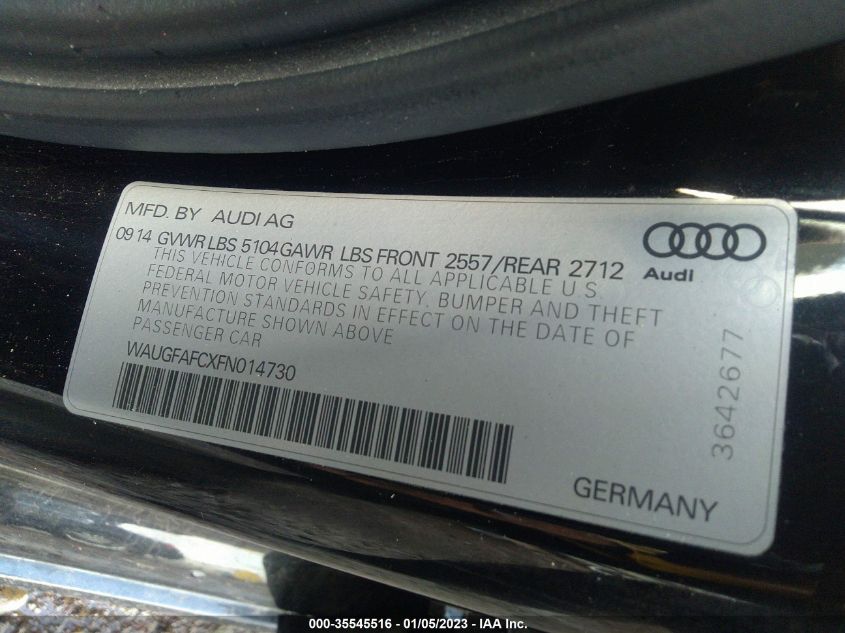 MFD. BY AUDI AG
09 14 GVWR LBS 5104GAWR LBS FRONT 2557/REAR 2712
THIS VEHICLE CONFORMS TO ALL APPLICABLE U S
FEDERAL MOTOR VEHICLE SAFETY, BUMPER AND THEFT
PREVENTION STANDARDS IN EFFECT ON THE DATE OF
MANUFACTURE SHOWN ABOVE
PASSENGER CAR
WAUGFAFCXFN014730
Audi
3642677
GERMANY
000-35545516 - 01/05/2023 - IAA Inc.